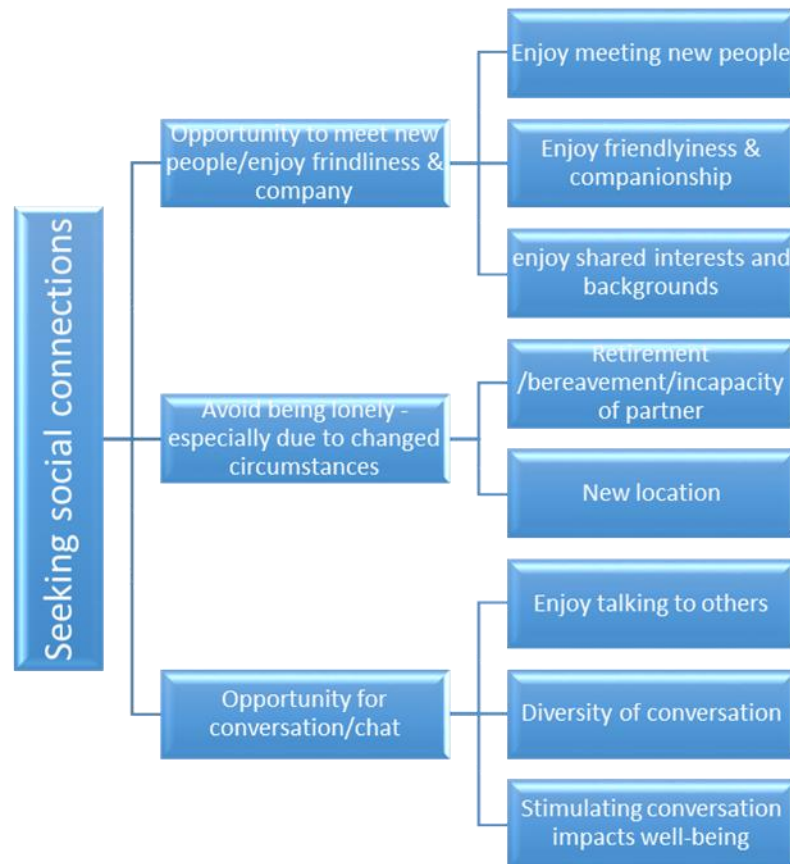 Seeking social connections
Opportunity to meet new
people/enjoy frindliness &
company
Enjoy meeting new people
Enjoy friendlyiness &
companionship
enjoy shared interests and
backgrounds
Avoid being lonely -
especially due to changed
circumstances
Retirement
/bereavement/incapacity
of partner
New location
Opportunity for
conversation/chat
Enjoy talking to others
Diversity of conversation
Stimulating conversation
impacts well-being